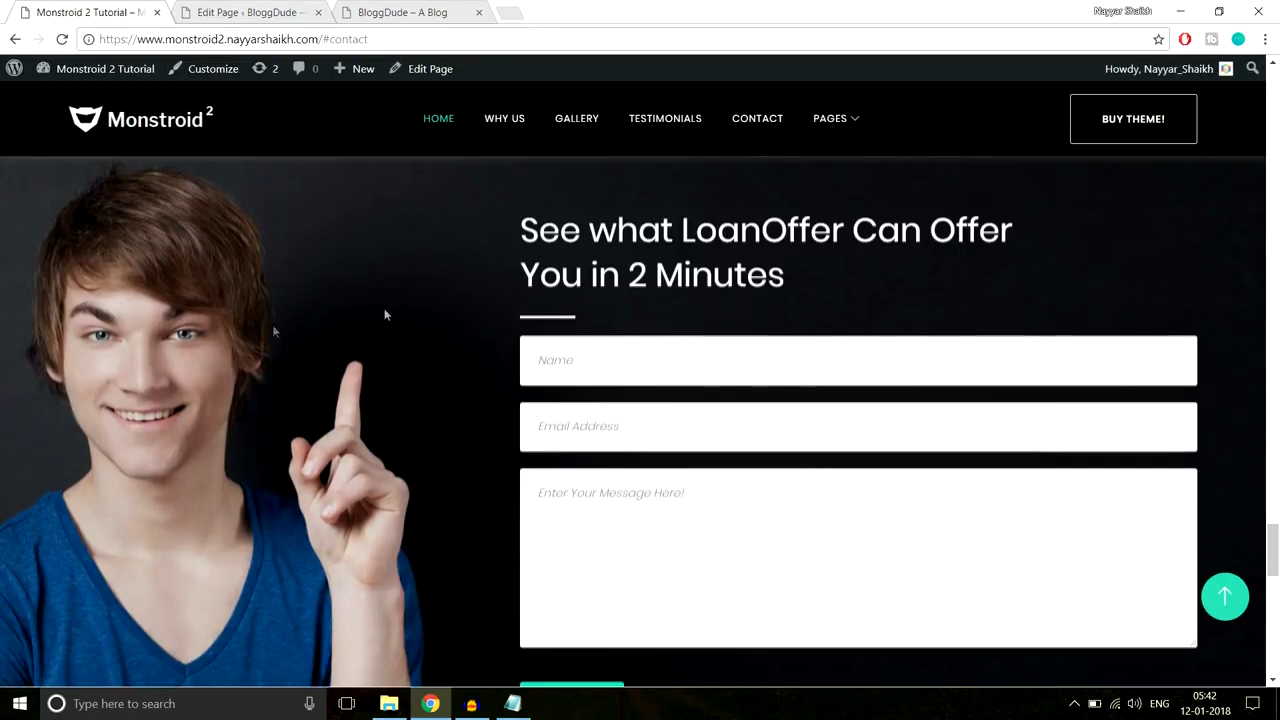 Monstroid 2 Tutorial – M
Edit Page ‹ BloggDude —
BloggDude – A Blog
Nayyar Shaikh
https://www.monstroid2.nayyarshaikh.com/#contact
Monstroid 2 Tutorial
Customize
2
0
New
Edit Page
Howdy, Nayyar_Shaikh
Monstroid 2
HOME
WHY US
GALLERY
TESTIMONIALS
CONTACT
PAGES
BUY THEME!
See what LoanOffer Can Offer
You in 2 Minutes
Name
Email Address
Enter Your Message Here!
Type here to search
ENG
05:42
12-01-2018